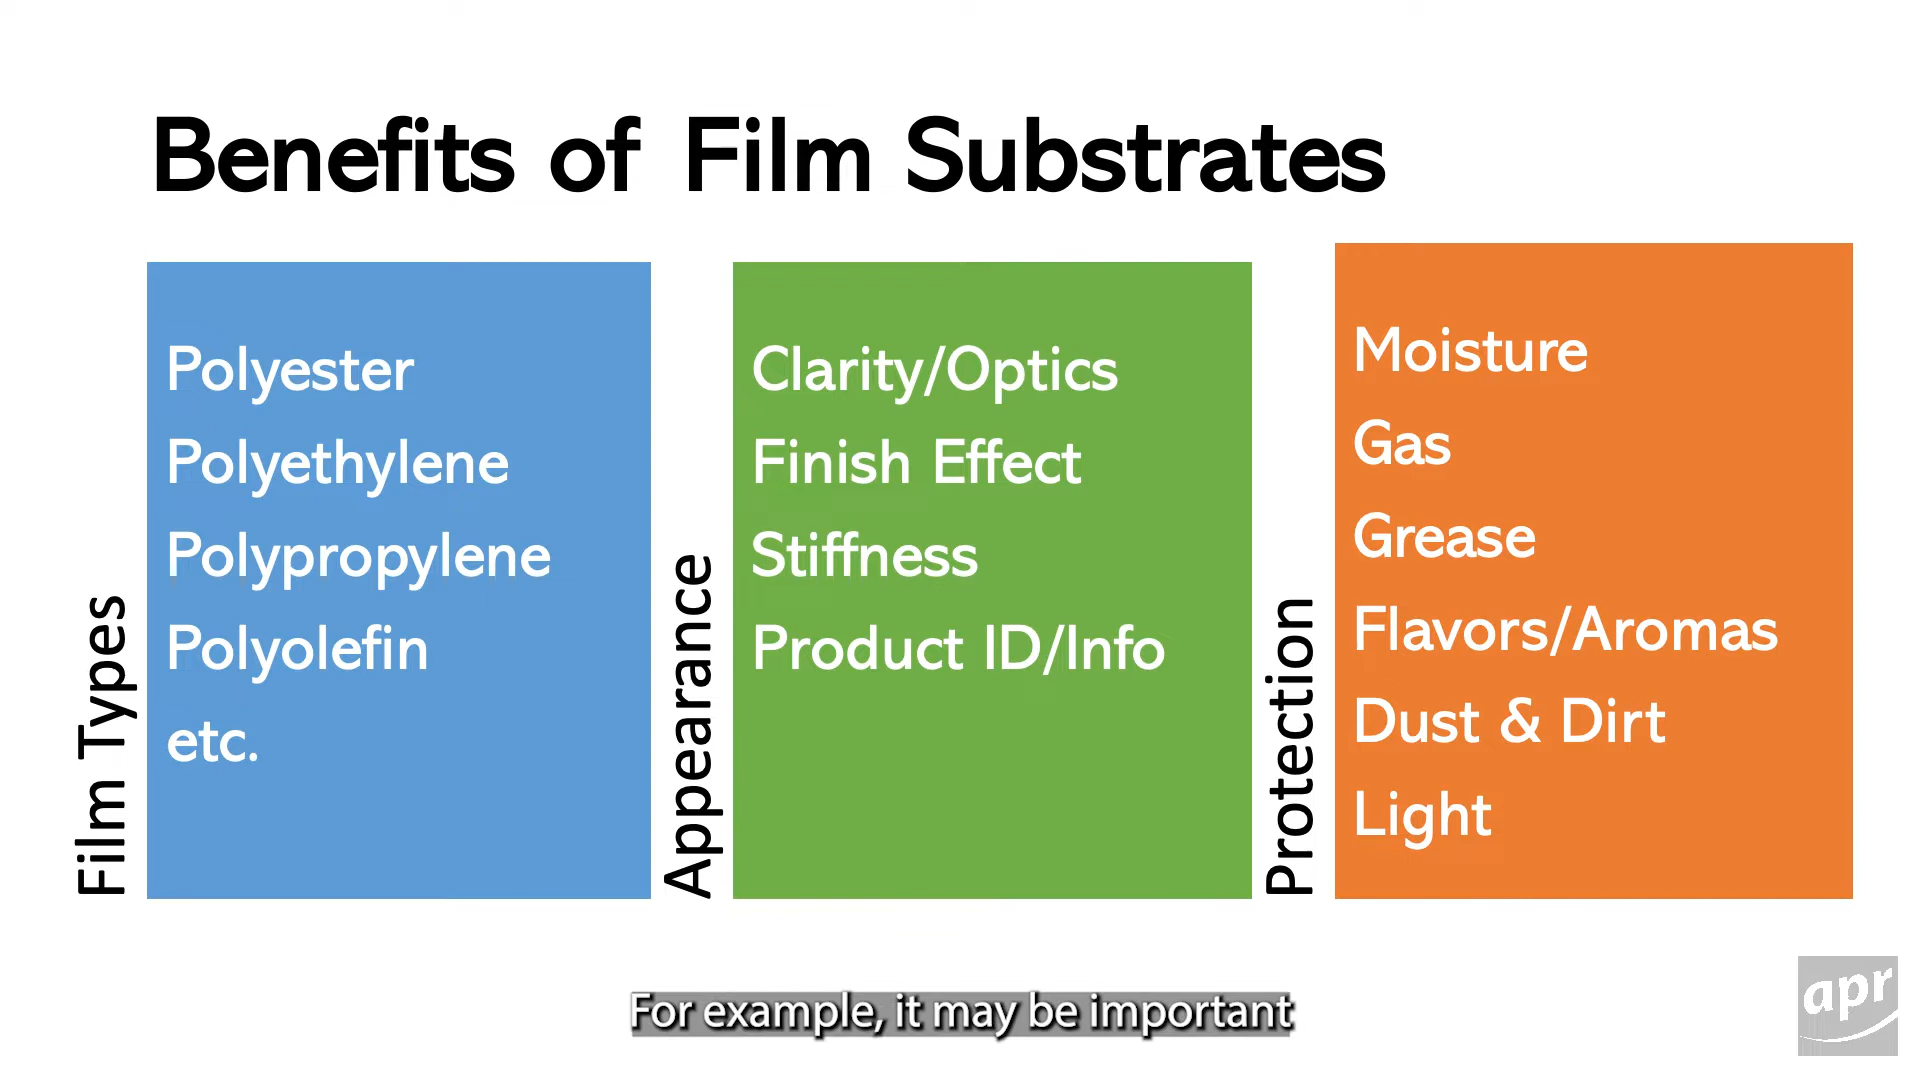 Benefits of Film Substrates
Film Types
Polyester
Polyethylene
Polypropylene
Polyolefin
etc.
Appearance
Clarity/Optics
Finish Effect
Stiffness
Product ID/Info
Protection
Moisture
Gas
Grease
Flavors/Aromas
Dust & Dirt
Light
For example, it may be important
apr